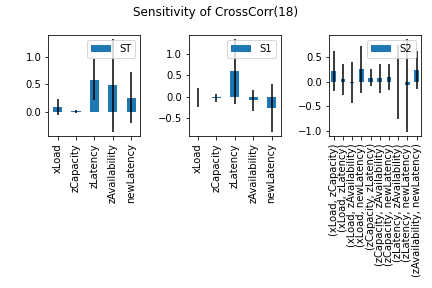 Sensitivity of CrossCorr(18)
ST
1.0
0.5
0.0
xLoad
zCapacity
zLatency
zAvailability
newLatency
S1
1.0
0.5
0.0
−0.5
xLoad
zCapacity
zLatency
zAvailability
newLatency
S2
0.5
0.0
−0.5
−1.0
(xLoad, zCapacity)
(xLoad, zLatency)
(xLoad, zAvailability)
(xLoad, newLatency)
(zCapacity, zLatency)
(zCapacity, zAvailability)
(zCapacity, newLatency)
(zLatency, zAvailability)
(zLatency, newLatency)
(zAvailability, newLatency)